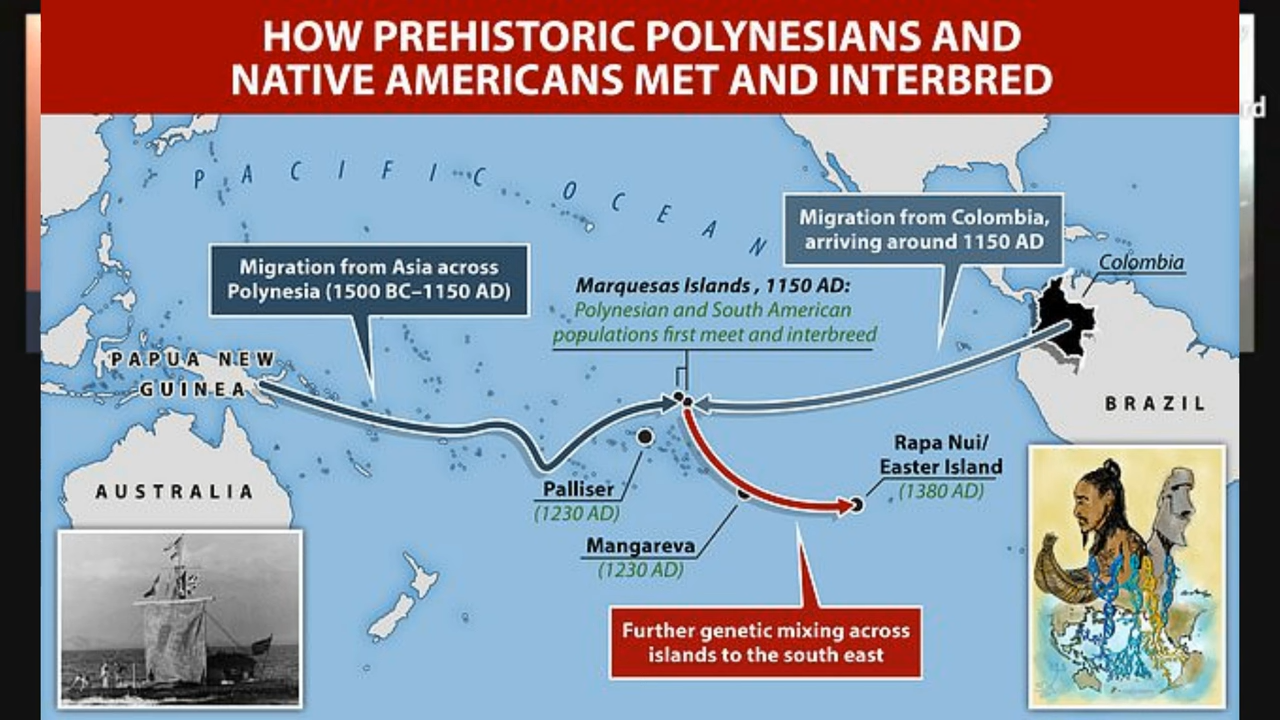 HOW PREHISTORIC POLYNESIANS AND
NATIVE AMERICANS MET AND INTERBRED
rd
PACIFIC OCEAN
Migration from Colombia,
arriving around 1150 AD
Colombia
Migration from Asia across
Polynesia (1500 BC–1150 AD)
Marquesas Islands , 1150 AD:
Polynesian and South American
populations first meet and interbreed
PAPUA NEW
GUINEA
BRAZIL
Rapa Nui/
Easter Island
(1380 AD)
AUSTRALIA
Palliser
(1230 AD)
Mangareva
(1230 AD)
Further genetic mixing across
islands to the south east